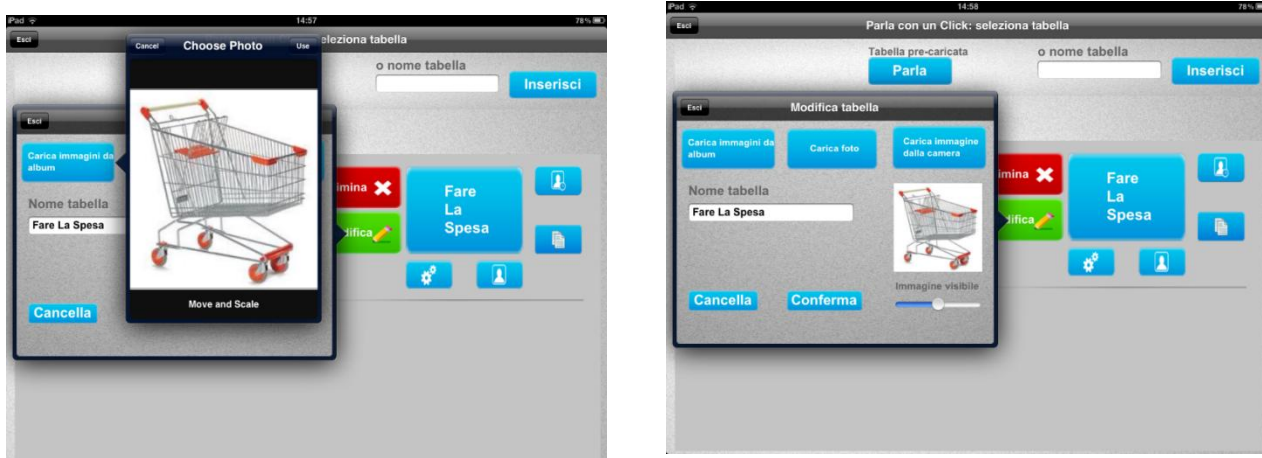 iPad
14:57
78%
Esci
eleziona tabella
Cancel
Choose Photo
Use
o nome tabella
Inserisci
Esci
Carica immagini da
album
Nome tabella
Fare La Spesa
imina
difica
Fare
La
Spesa
Move and Scale
Cancella
iPad
14:58
78%
Esci
Parla con un Click: seleziona tabella
Tabella pre-caricata
Parla
o nome tabella
Inserisci
Esci
Modifica tabella
Carica immagini da
album
Carica foto
Carica immagine
dalla camera
Nome tabella
Fare La Spesa
imina
difica
Fare
La
Spesa
Immagine visibile
Cancella
Conferma